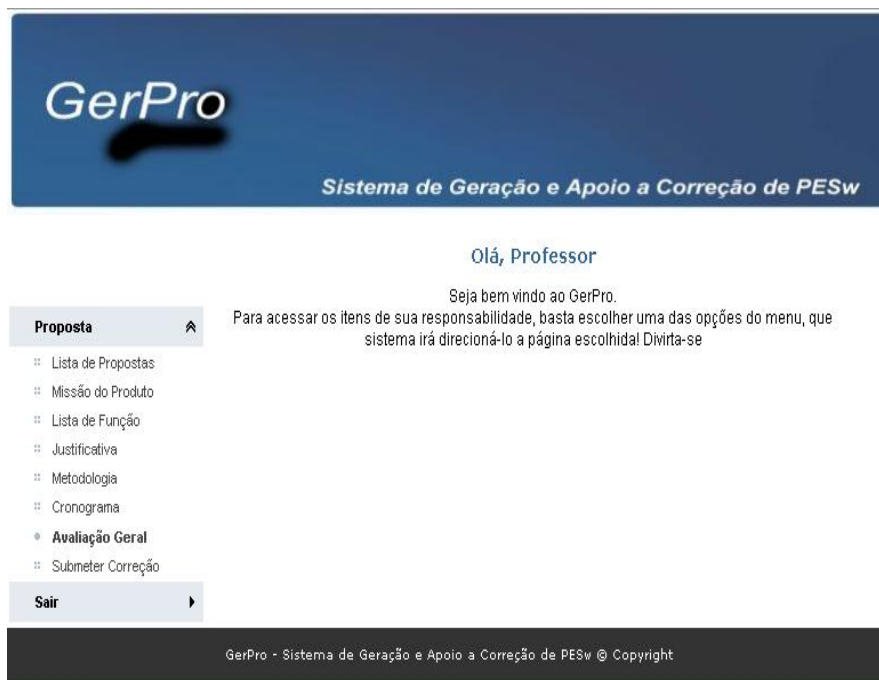 GerPro
Sistema de Geração e Apoio a Correção de PESw
Olá, Professor
Seja bem vindo ao GerPro.
Para acessar os itens de sua responsabilidade, basta escolher uma das opções do menu, que
sistema irá direcioná-lo a página escolhida! Divirta-se
Proposta
Lista de Propostas
Missão do Produto
Lista de Função
Justificativa
Metodologia
Cronograma
Avaliação Geral
Submeter Correção
Sair
GerPro - Sistema de Geração e Apoio a Correção de PESw @ Copyright